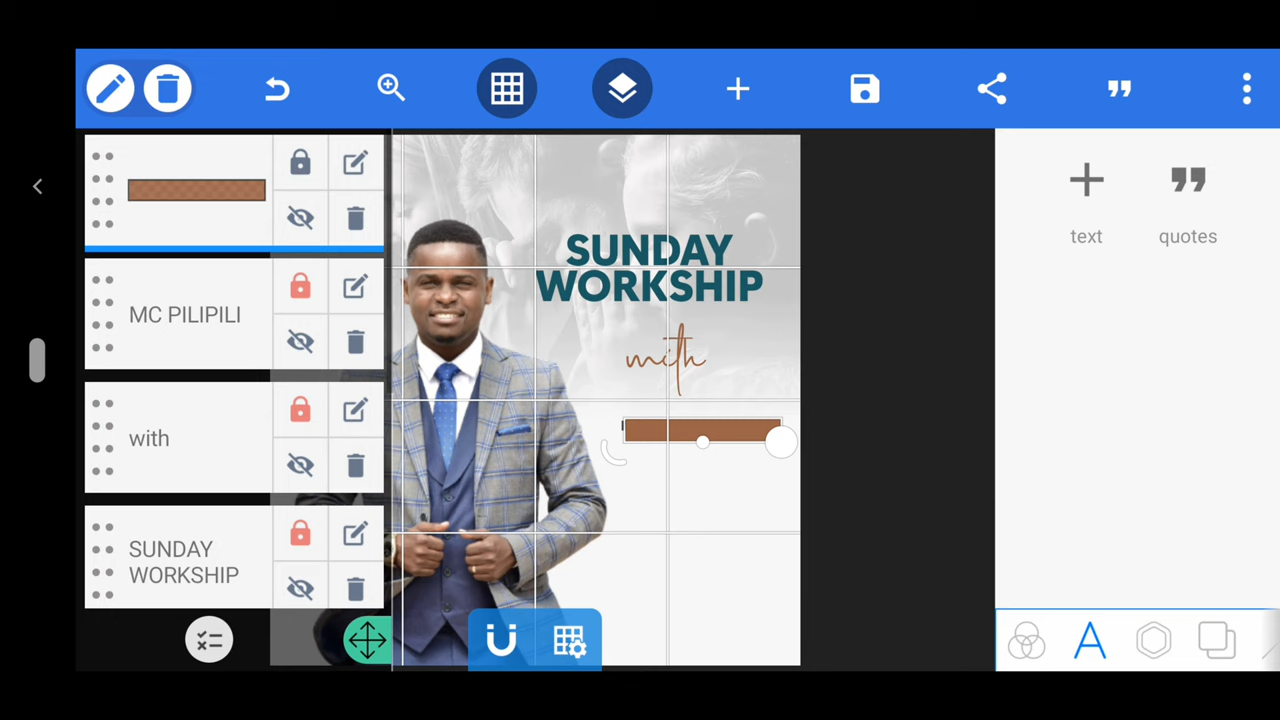 MC PILIPILI
with
SUNDAY
WORKSHIP
SUNDAY
WORKSHIP
with
text
quotes